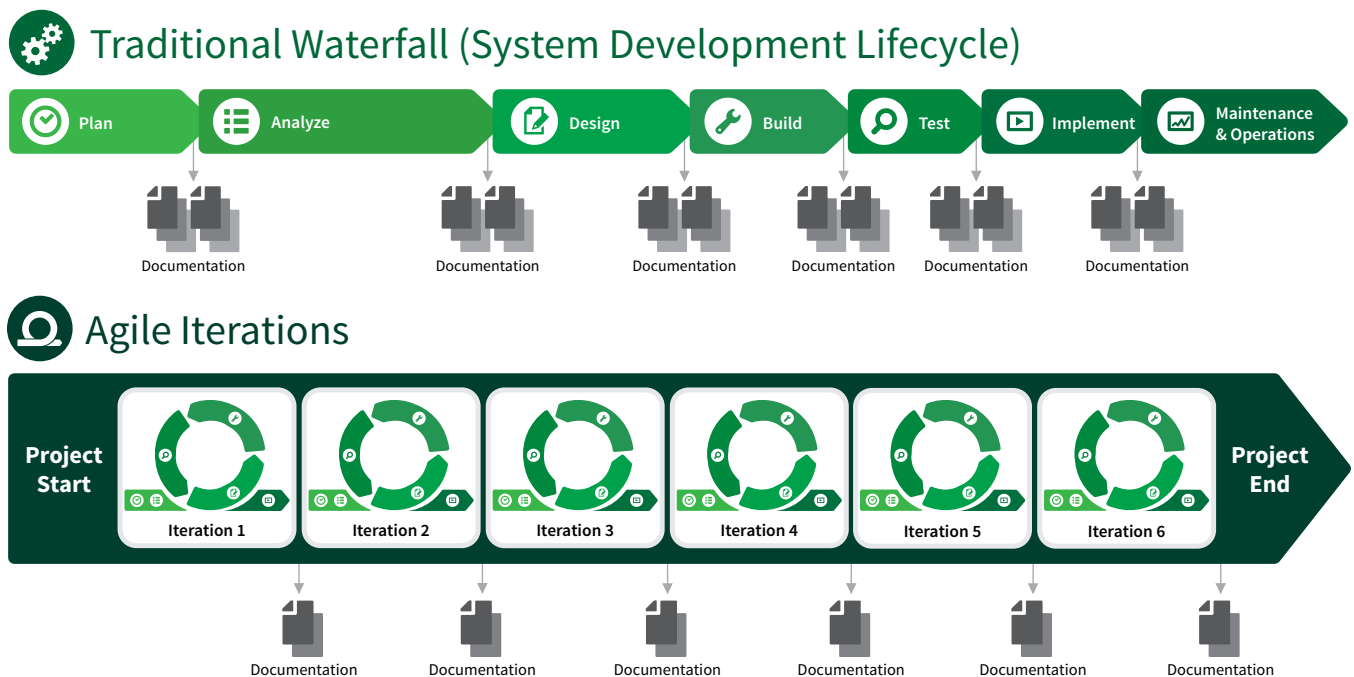 Traditional Waterfall (System Development Lifecycle)
Plan
Analyze
Design
Build
Test
Implement
Maintenance
& Operations
Documentation
Documentation
Documentation
Documentation
Documentation
Documentation
Agile Iterations
Project
Start
Iteration 1
Iteration 2
Iteration 3
Iteration 4
Iteration 5
Iteration 6
Project
End
Documentation
Documentation
Documentation
Documentation
Documentation
Documentation